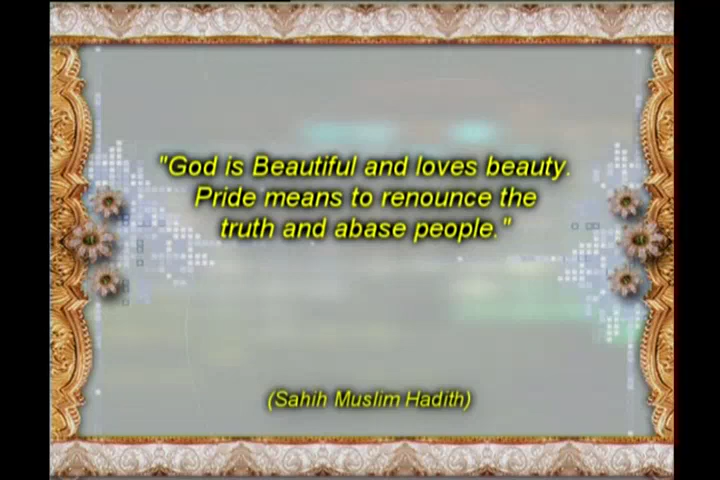 "God is Beautiful and loves beauty.
Pride means to renounce the
truth and abase people."
(Sahih Muslim Hadith)